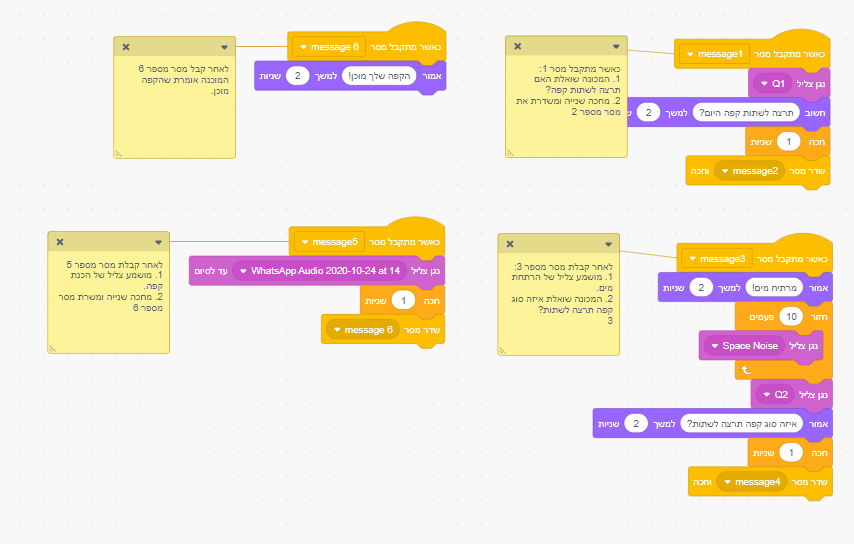 כאשר מתקבל מסר message1
נגן צליל Q1
חשוב תרצה לשתות קפה היום? למשך 2
חכה 1 שניות
שדר מסר message2 וחכה
כאשר מתקבל מסר 1:
1. המכונה שואלת האם
תרצה לשתות קפה?
2. מחכה שנייה ומשדרת את
מסר מספר 2
כאשר מתקבל מסר message 6
אמור הקפה שלך מוכן! למשך 2 שניות
לאחר קבל מסר מספר 6
המוכנה אומרת שהקפה
מוכן.
כאשר מתקבל מסר message3
אמור מרתיח מים! למשך 2 שניות
חזור 10 פעמים
נגן צליל Space Noise
נגן צליל Q2
אמור איזה סוג קפה תרצה לשתות? למשך 2 שניות
חכה 1 שניות
שדר מסר message4 וחכה
לאחר קבלת מסר מספר 3:
1. מושמע צליל של הרתחת
מים.
2. המכונה שואלת איזה סוג
קפה תרצה לשתות?
3
כאשר מתקבל מסר message5
נגן צליל WhatsApp Audio 2020-10-24 at 14 עד לסיום
חכה 1 שניות
שדר מסר message 6
לאחר קבלת מסר מספר 5
1. מושמע צליל של הכנת
קפה.
2. מחכה שנייה ומשרת מסר
מספר 6